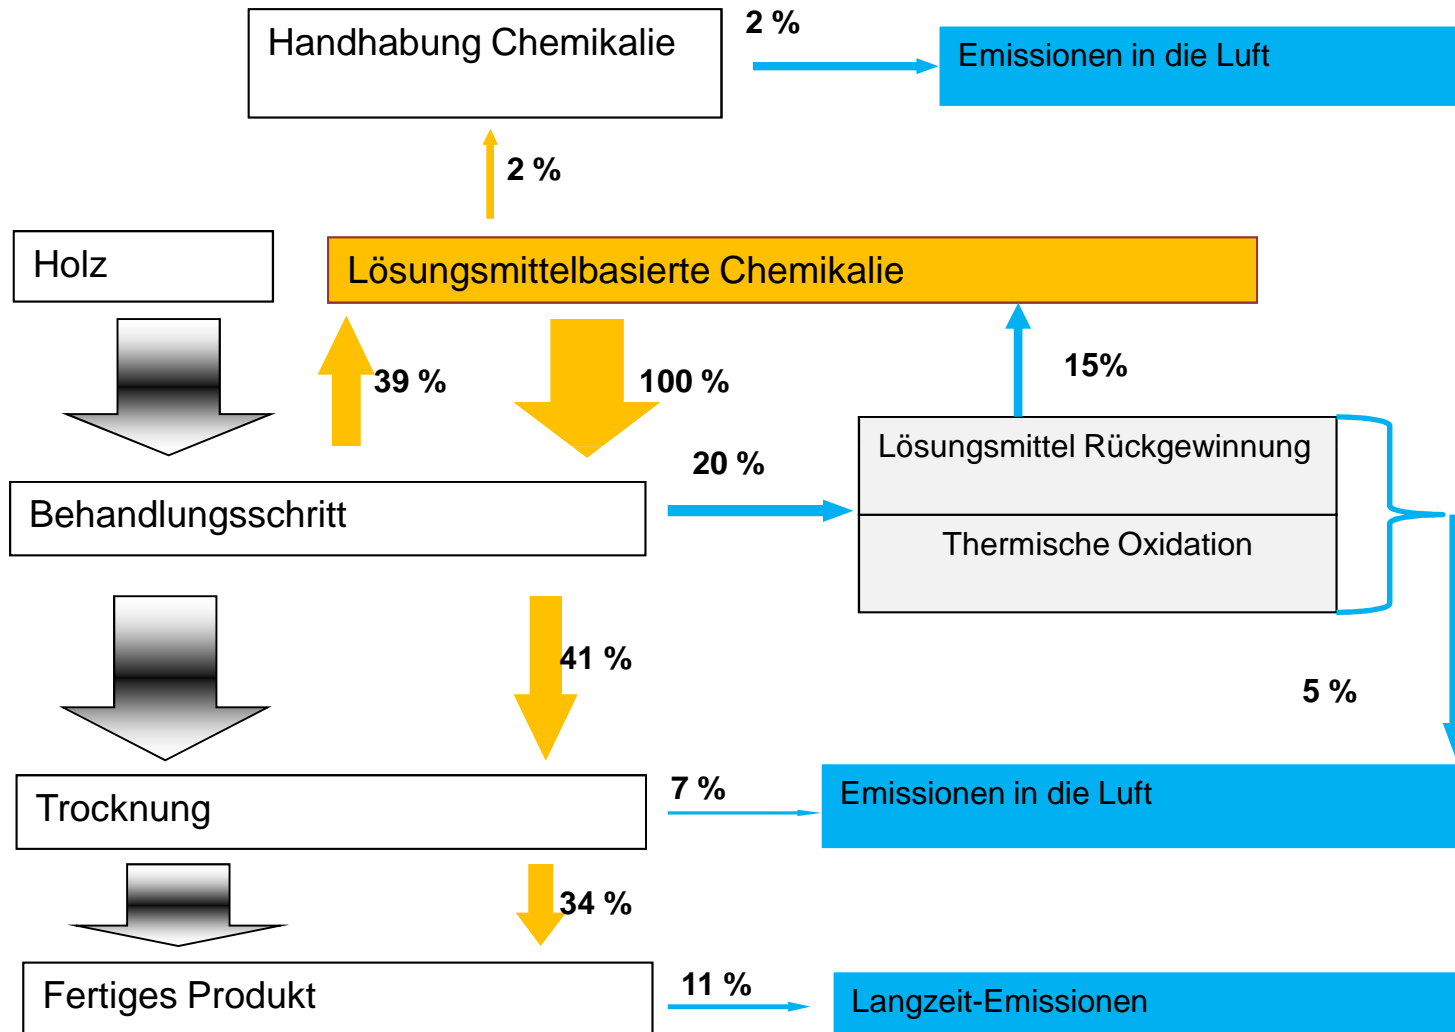 Handhabung Chemikalie
2 %
Emissionen in die Luft
2 %
Holz
Lösungsmittelbasierte Chemikalie
39 %
100 %
15%
20 %
Lösungsmittel Rückgewinnung
Behandlungsschritt
Thermische Oxidation
41 %
5 %
Trocknung
7 %
Emissionen in die Luft
34 %
Fertiges Produkt
11 %
Langzeit-Emissionen